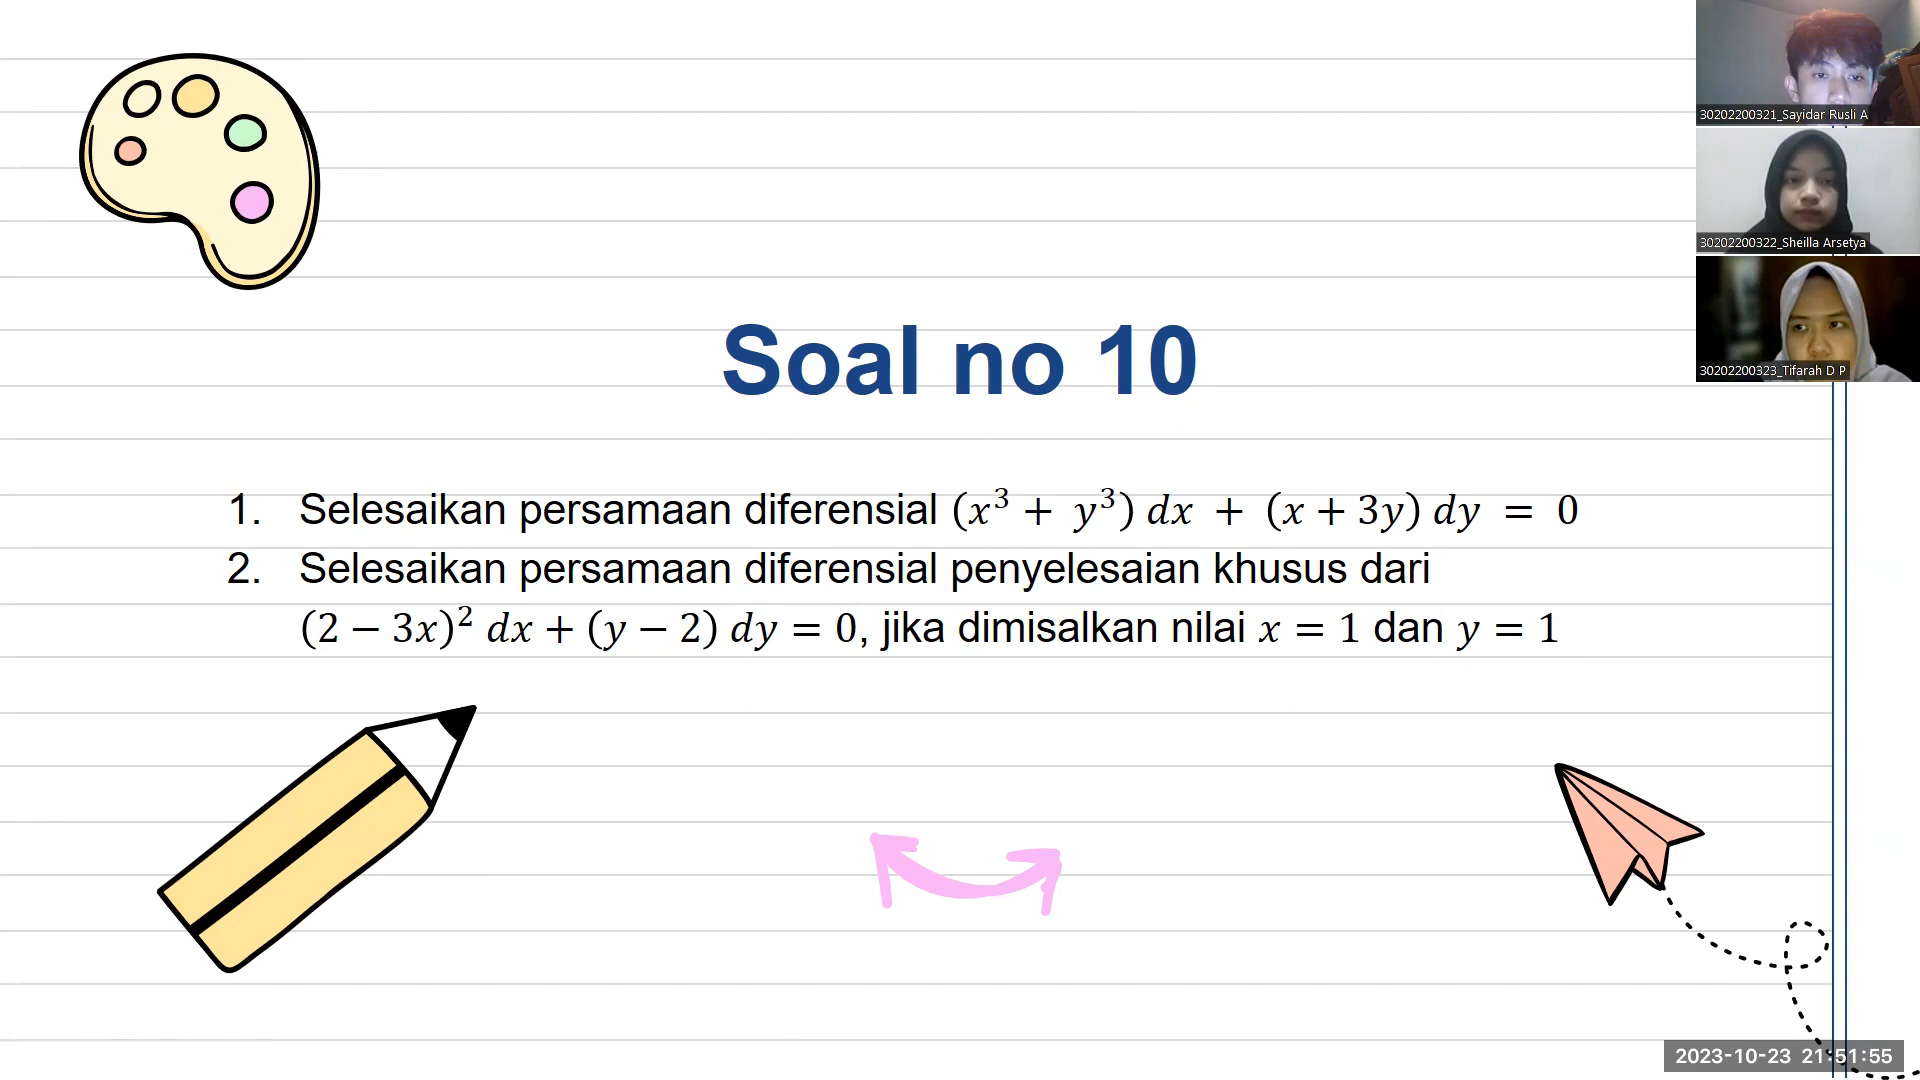 Soal no 10
1. Selesaikan persamaan diferensial (x³ + y³) dx + (x + 3y) dy = 0
2. Selesaikan persamaan diferensial penyelesaian khusus dari
(2 − 3x)² dx + (y − 2) dy = 0, jika dimisalkan nilai x = 1 dan y = 1
30202200321_Sayidar Rusli A
30202200322_Sheilla Arsetya
30202200323_Tifarah D P
2023-10-23 21:51:55